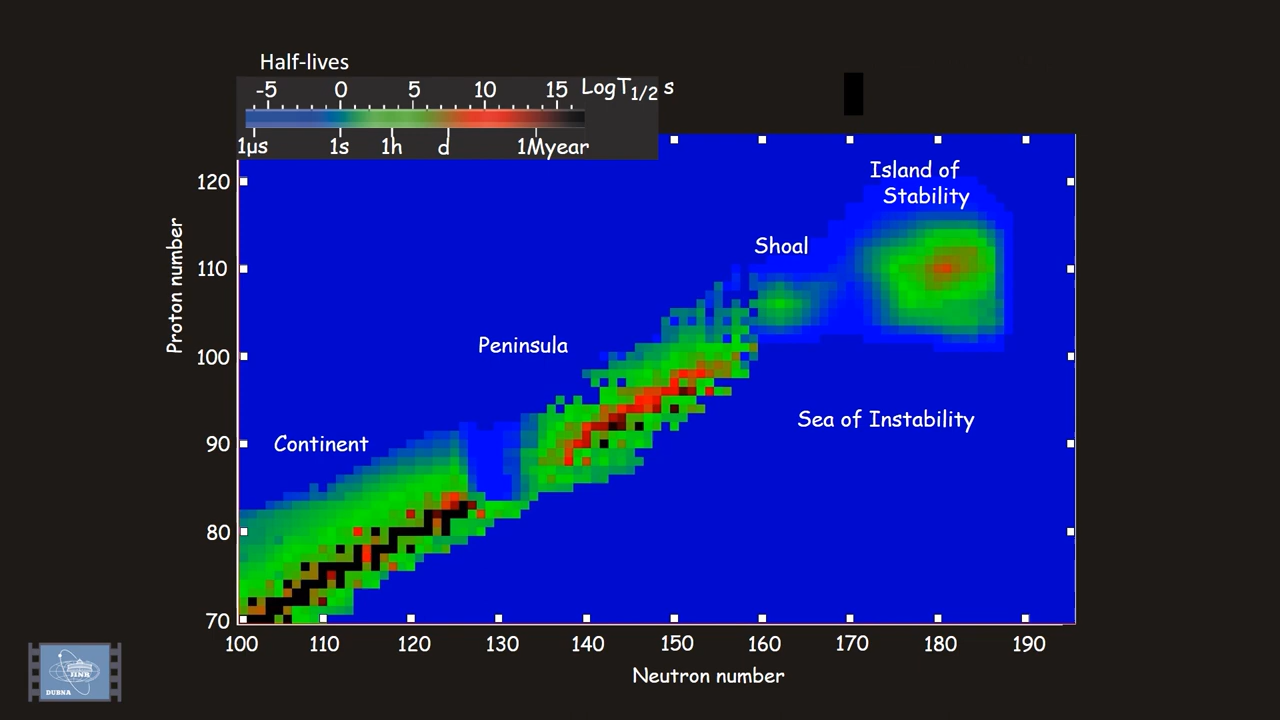 Half-lives
-5 0 5 10 15 LogT1/2 s
1µs 1s 1h d 1Myear
Island of
Stability
Shoal
Peninsula
Sea of Instability
Continent
Proton number
120
110
100
90
80
70
100 110 120 130 140 150 160 170 180 190
Neutron number
JINR
DUBNA